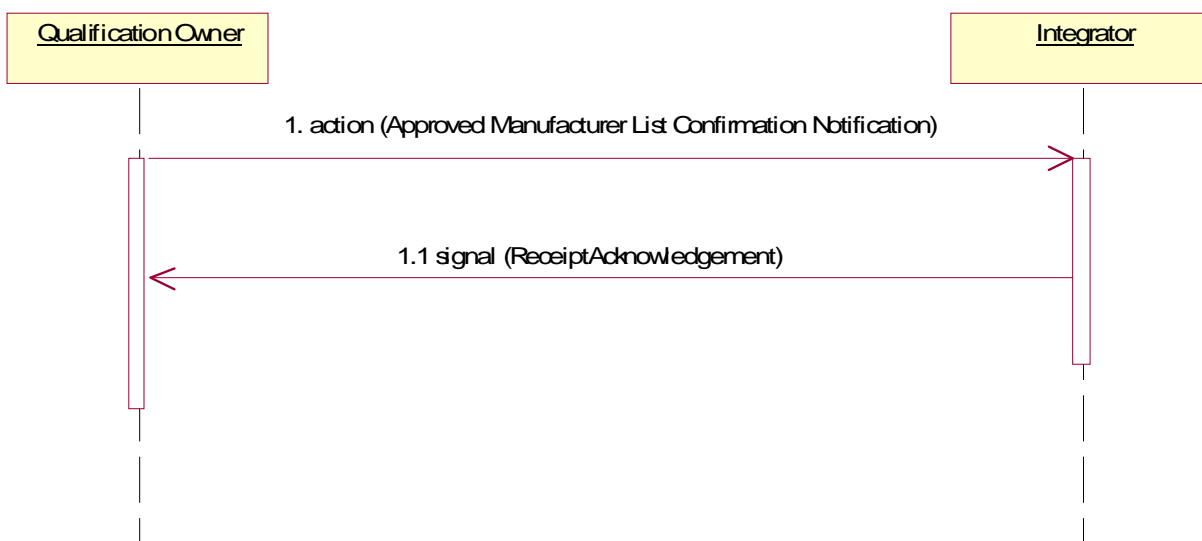 Qualification Owner
Integrator
1. action (Approved Manufacturer List Confirmation Notification)
1.1 signal (ReceiptAcknowledgement)